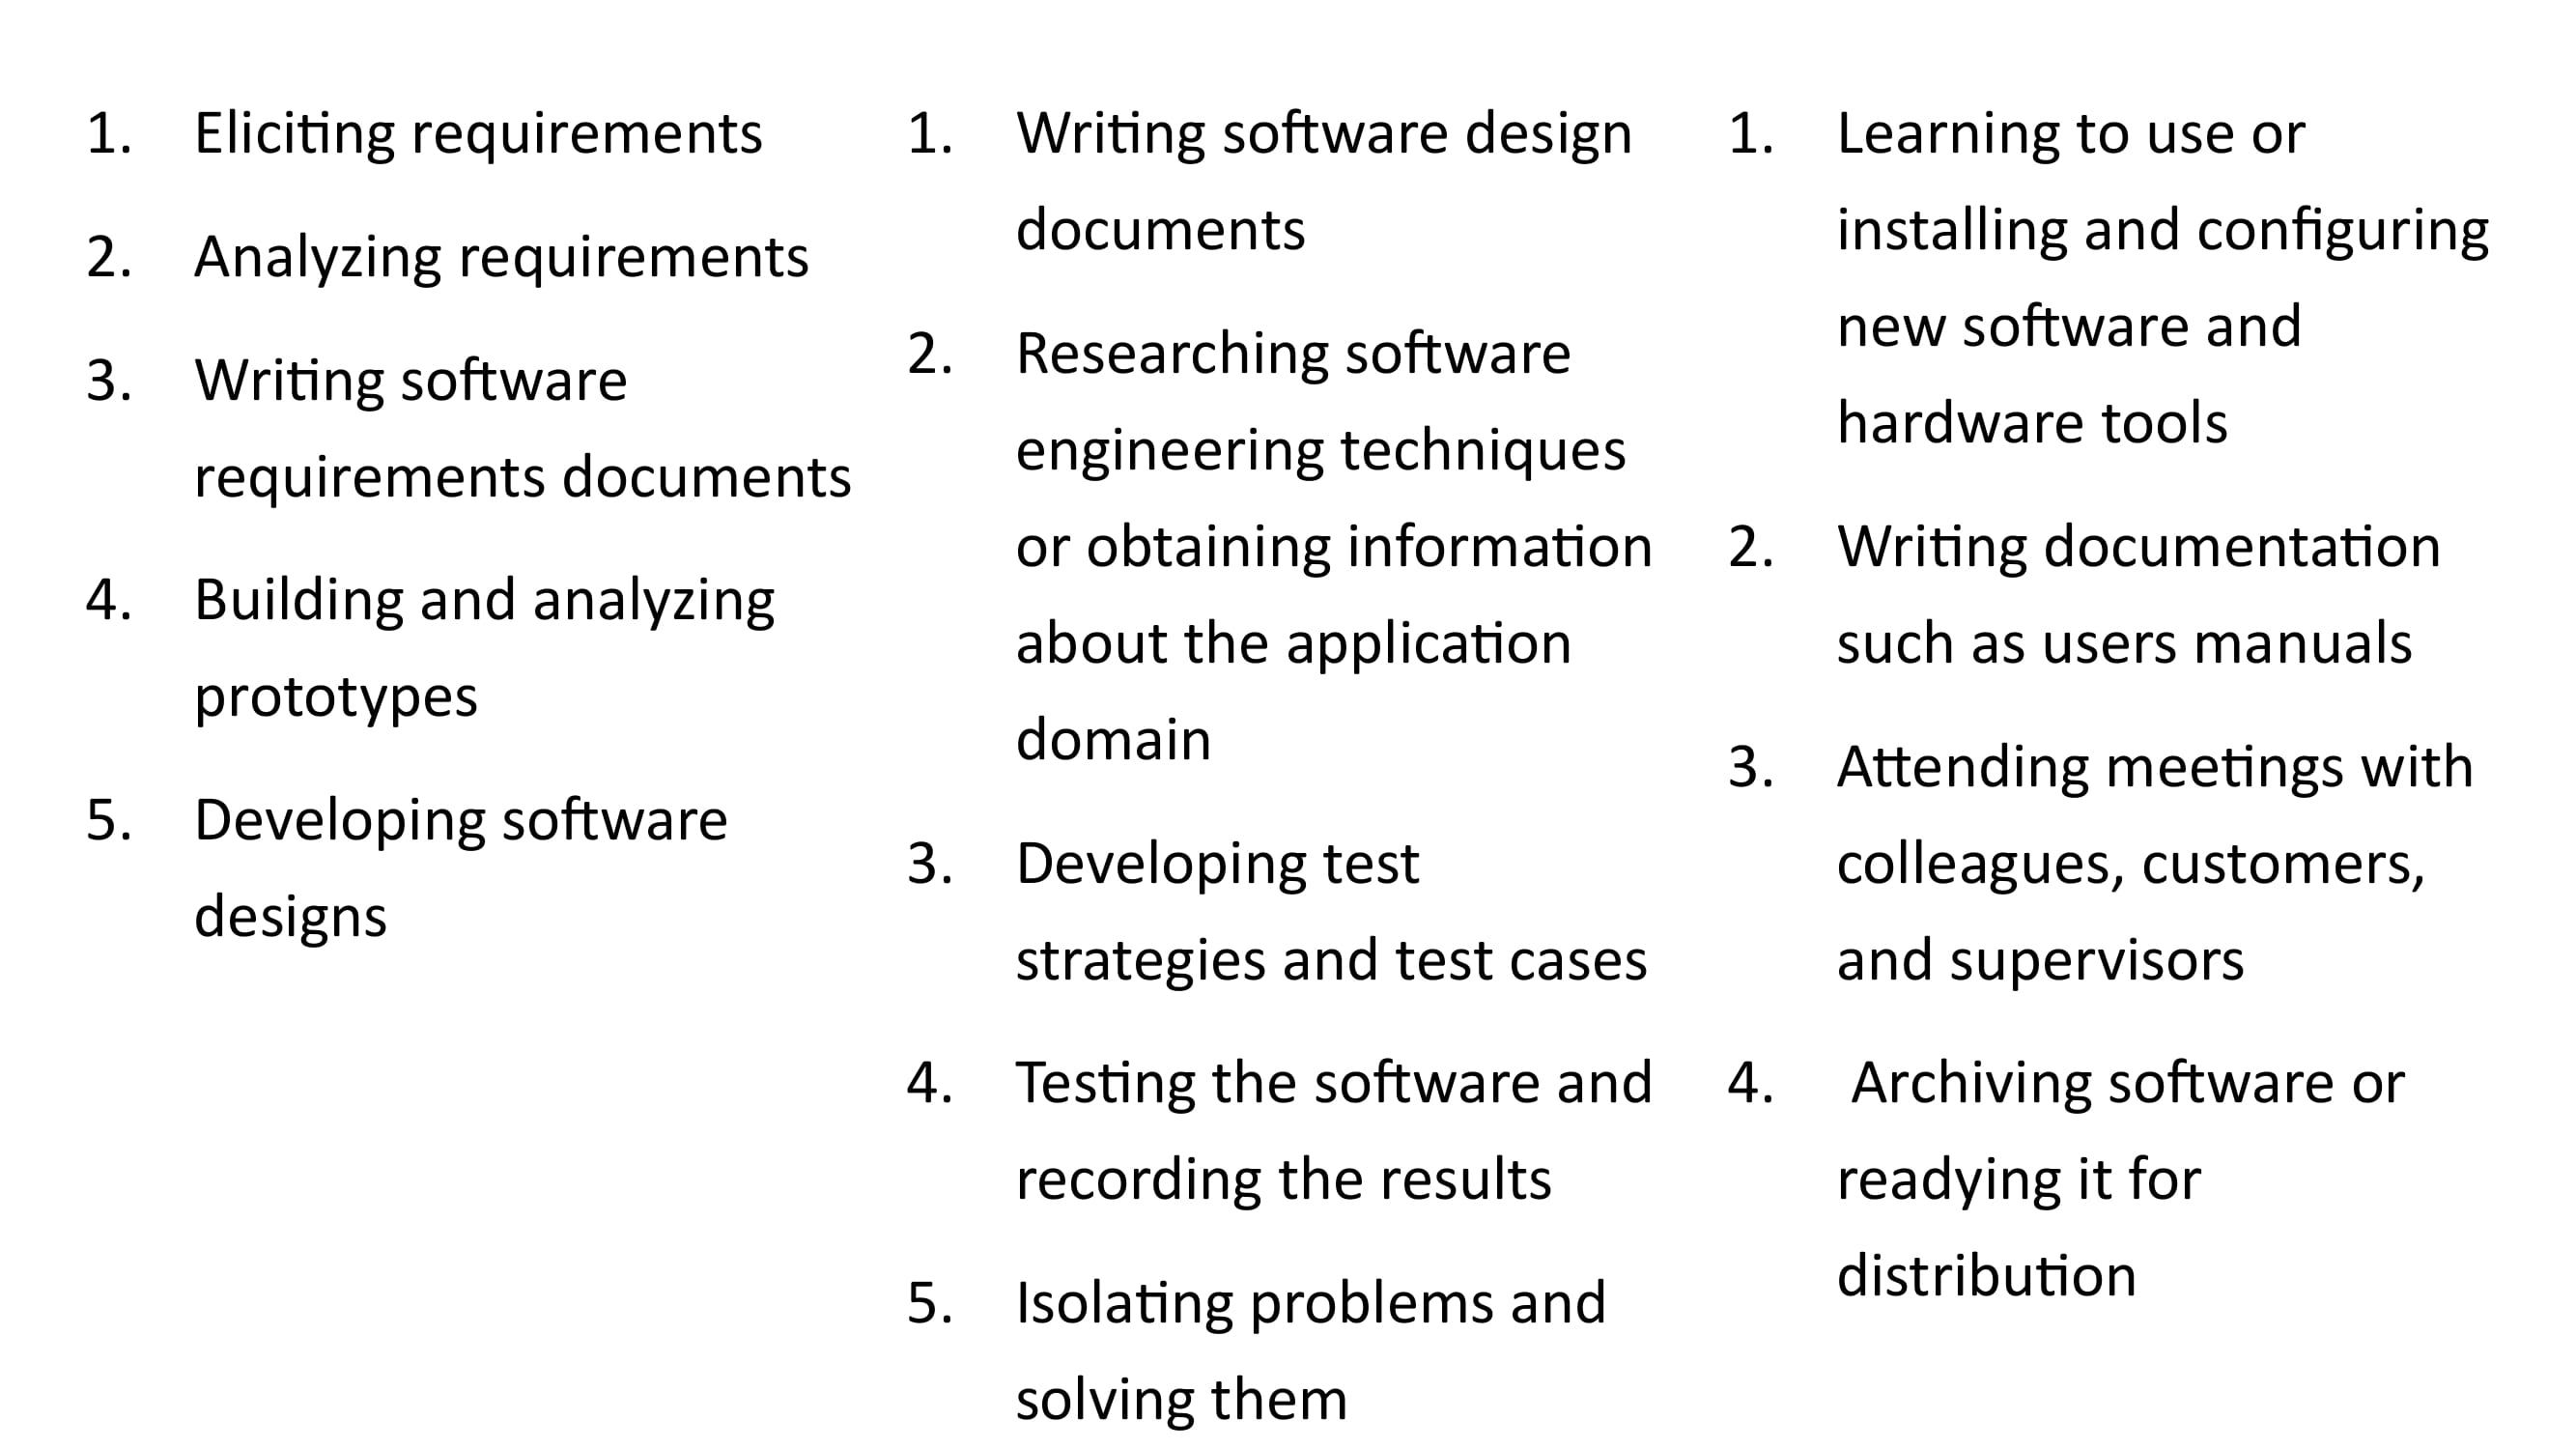 1. Eliciting requirements
2. Analyzing requirements
3. Writing software
requirements documents
4. Building and analyzing
prototypes
5. Developing software
designs
1. Writing software design
documents
2. Researching software
engineering techniques
or obtaining information
about the application
domain
3. Developing test
strategies and test cases
4. Testing the software and
recording the results
5. Isolating problems and
solving them
1. Learning to use or
installing and configuring
new software and
hardware tools
2. Writing documentation
such as users manuals
3. Attending meetings with
colleagues, customers,
and supervisors
4. Archiving software or
readying it for
distribution